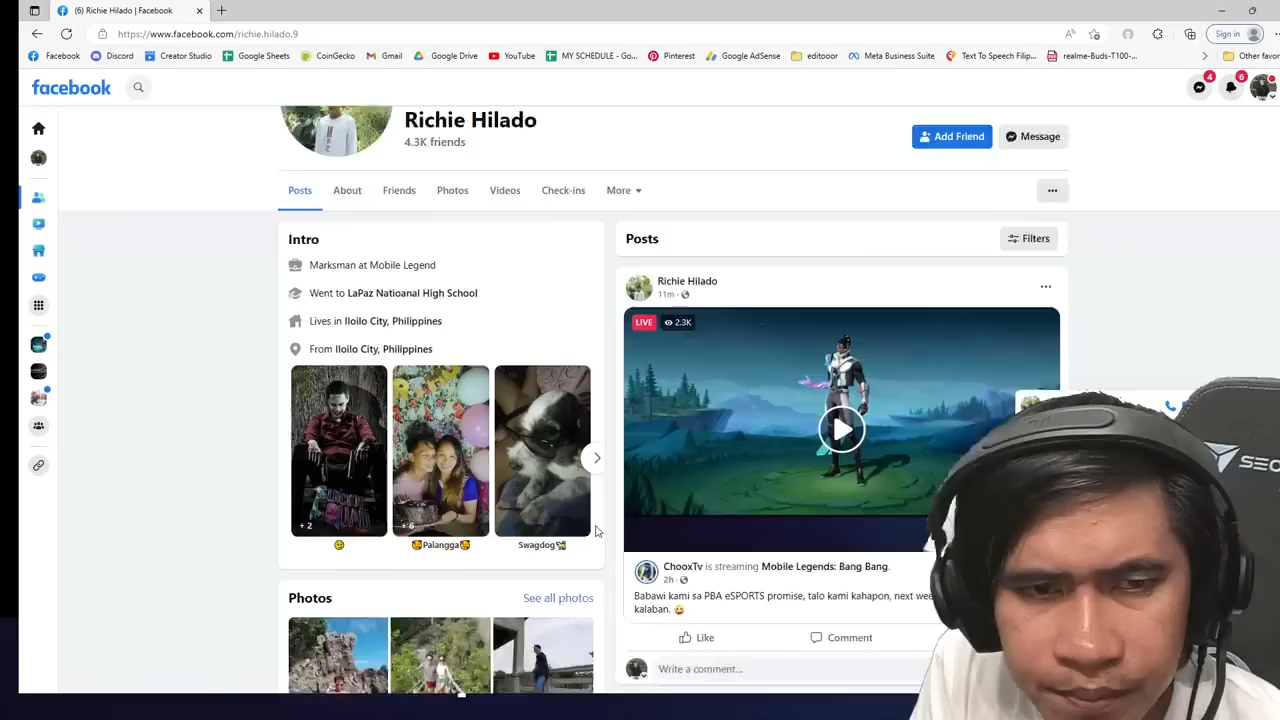 (6) Richie Hilado | Facebook
https://www.facebook.com/richie.hilado.9
Sign in
Facebook
Discord
Creator Studio
Google Sheets
CoinGecko
Gmail
Google Drive
YouTube
MY SCHEDULE - Go...
Pinterest
Google AdSense
editooor
Meta Business Suite
Text To Speech Filip...
realme-Buds-T100-...
Other favor
facebook
4
6
Richie Hilado
4.3K friends
Add Friend
Message
Posts
About
Friends
Photos
Videos
Check-ins
More
Intro
Marksman at Mobile Legend
Went to LaPaz Natioanal High School
Lives in Iloilo City, Philippines
From Iloilo City, Philippines
+ 2
+ 6
Palangga
Swagdog
Photos
See all photos
Posts
Filters
Richie Hilado
11m
LIVE
2.3K
ChooxTv is streaming Mobile Legends: Bang Bang.
2h
Babawi kami sa PBA eSPORTS promise, talo kami kahapon, next
kalaban.
Like
Comment
Write a comment...